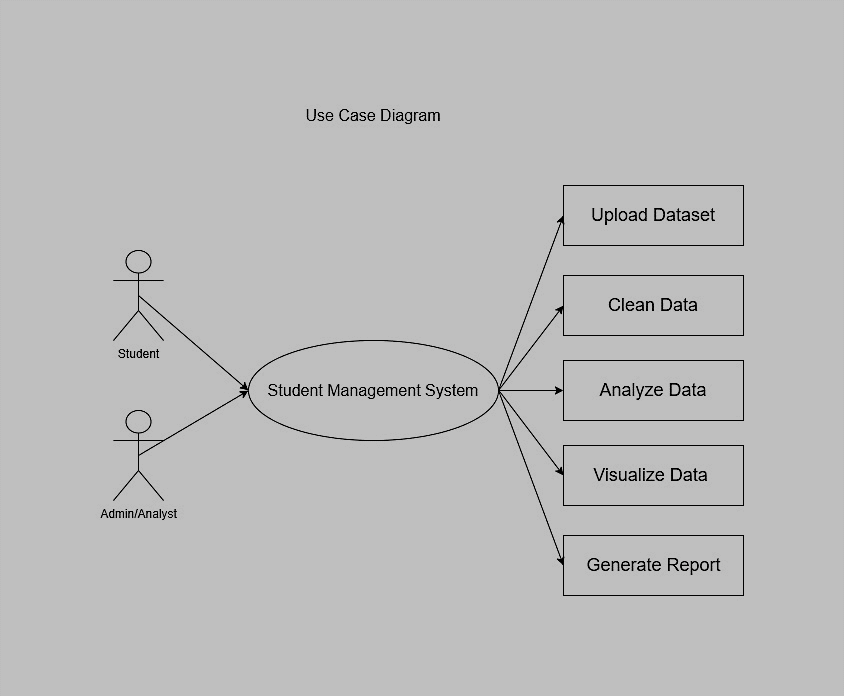 Use Case Diagram
Student
Admin/Analyst
Student Management System
Upload Dataset
Clean Data
Analyze Data
Visualize Data
Generate Report